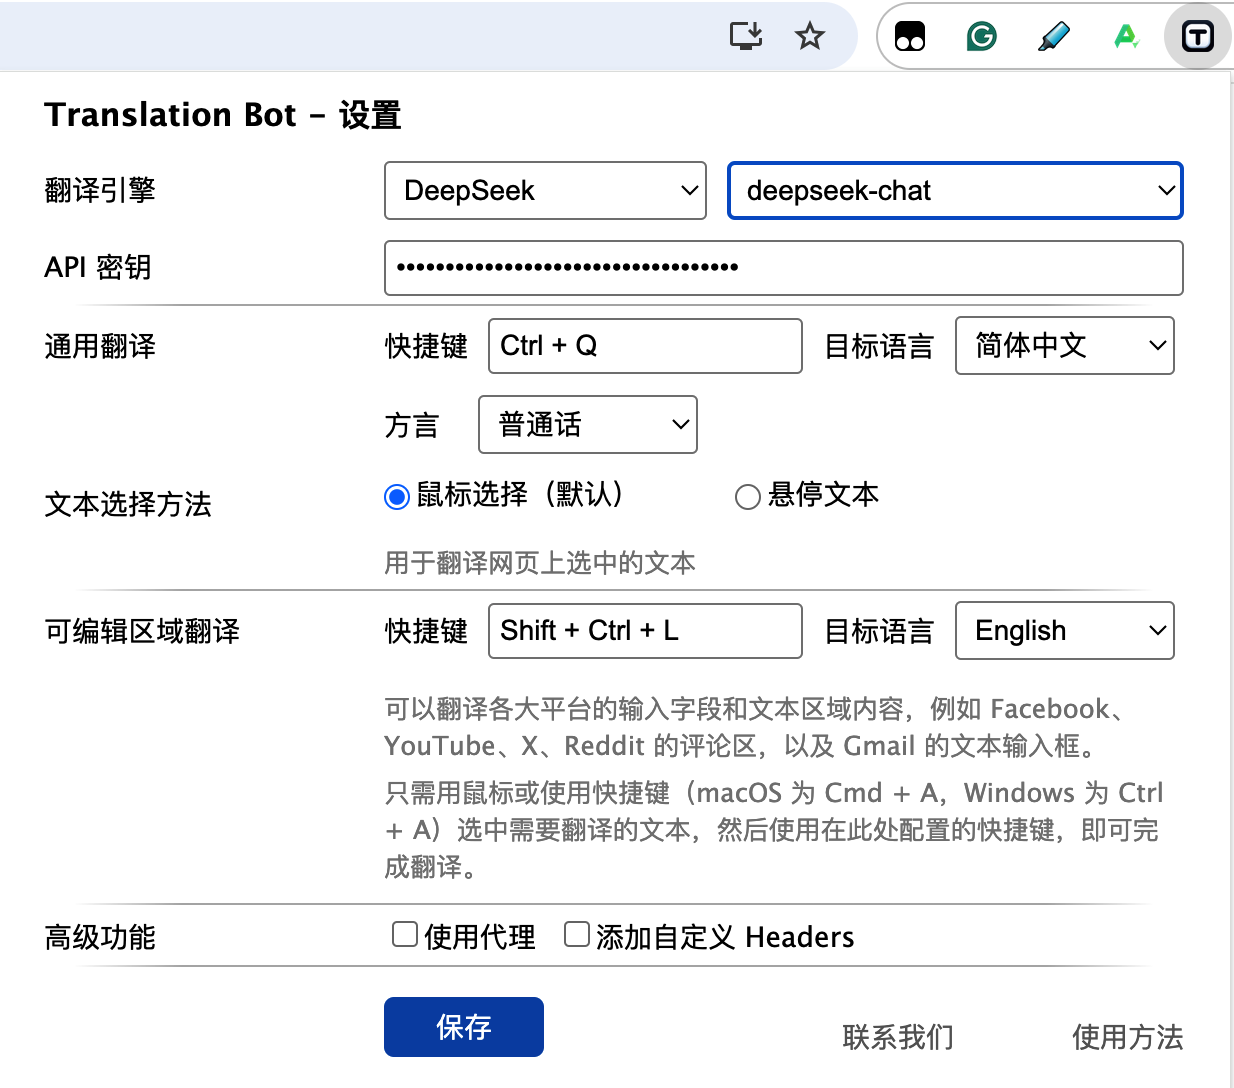 Translation Bot - 设置
翻译引擎 DeepSeek deepseek-chat
API 密钥 •••••••••••••••••••••••••••••••••••
通用翻译 快捷键 Ctrl + Q 目标语言 简体中文
方言 普通话
文本选择方法 鼠标选择（默认） 悬停文本
用于翻译网页上选中的文本
可编辑区域翻译 快捷键 Shift + Ctrl + L 目标语言 English
可以翻译各大平台的输入字段和文本区域内容，例如 Facebook、
YouTube、X、Reddit 的评论区，以及 Gmail 的文本输入框。
只需用鼠标或使用快捷键（macOS 为 Cmd + A，Windows 为 Ctrl
+ A）选中需要翻译的文本，然后使用在此处配置的快捷键，即可完
成翻译。
高级功能 使用代理 添加自定义 Headers
保存 联系我们 使用方法